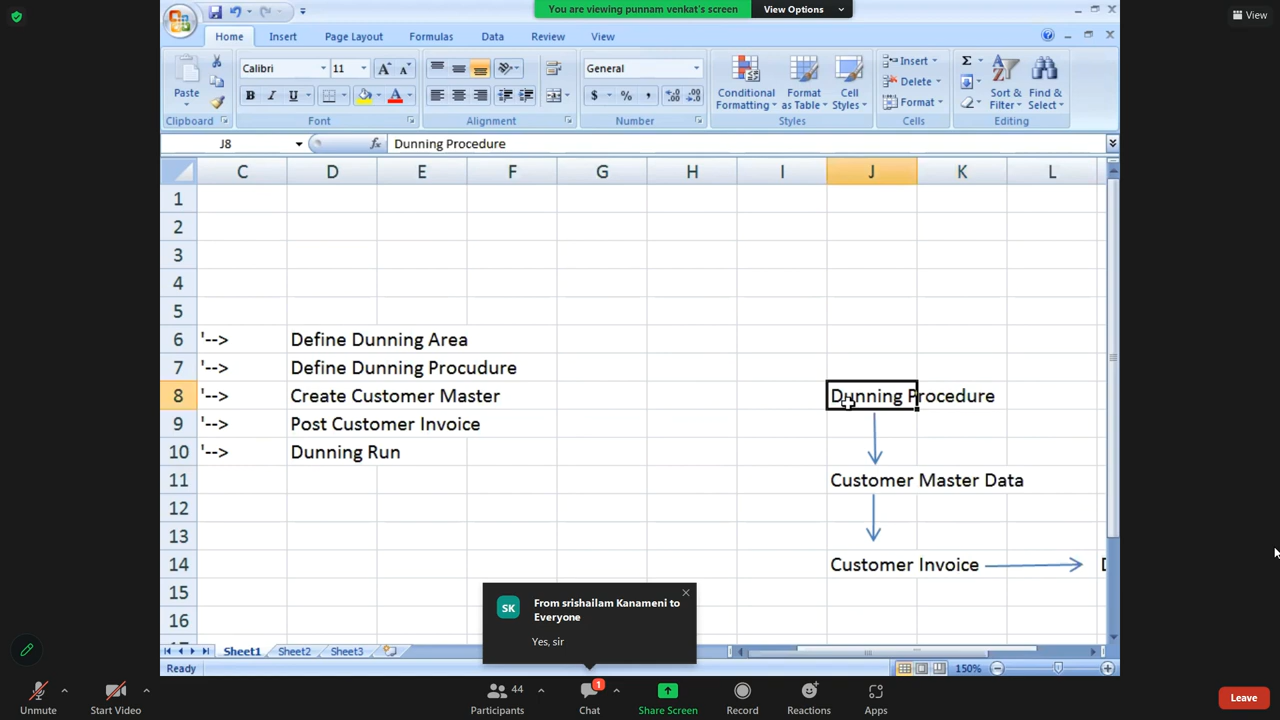 You are viewing punnam venkat's screen
View Options
View
Home Insert Page Layout Formulas Data Review View
Paste
Calibri 11
A A
B I U
A
General
$ % ,
Conditional Formatting
Format as Table
Cell Styles
Insert
Delete
Format
Σ
Sort & Filter
Find & Select
Clipboard Font Alignment Number Styles Cells Editing
J8 fx Dunning Procedure
C D E F G H I J K L
1
2
3
4
5
6 '--> Define Dunning Area
7 '--> Define Dunning Procudure
8 '--> Create Customer Master Dunning Procedure
9 '--> Post Customer Invoice
10 '--> Dunning Run
11 Customer Master Data
12
13
14 Customer Invoice
15
16
SK
From srishailam Kanameni to Everyone
Yes, sir
Sheet1 Sheet2 Sheet3
Ready 150%
Unmute Start Video
44
1
Participants Chat Share Screen Record Reactions Apps
Leave